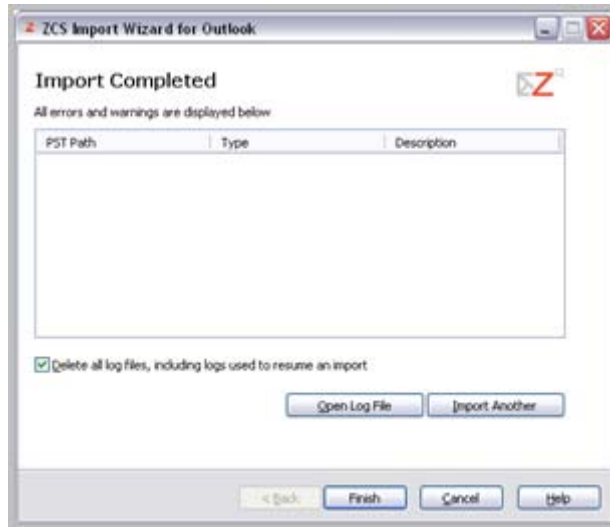 ZCS Import Wizard for Outlook
Import Completed
Z
All errors and warnings are displayed below
PST Path Type Description
Delete all log files, including logs used to resume an import
Open Log File Import Another
< Back Finish Cancel Help